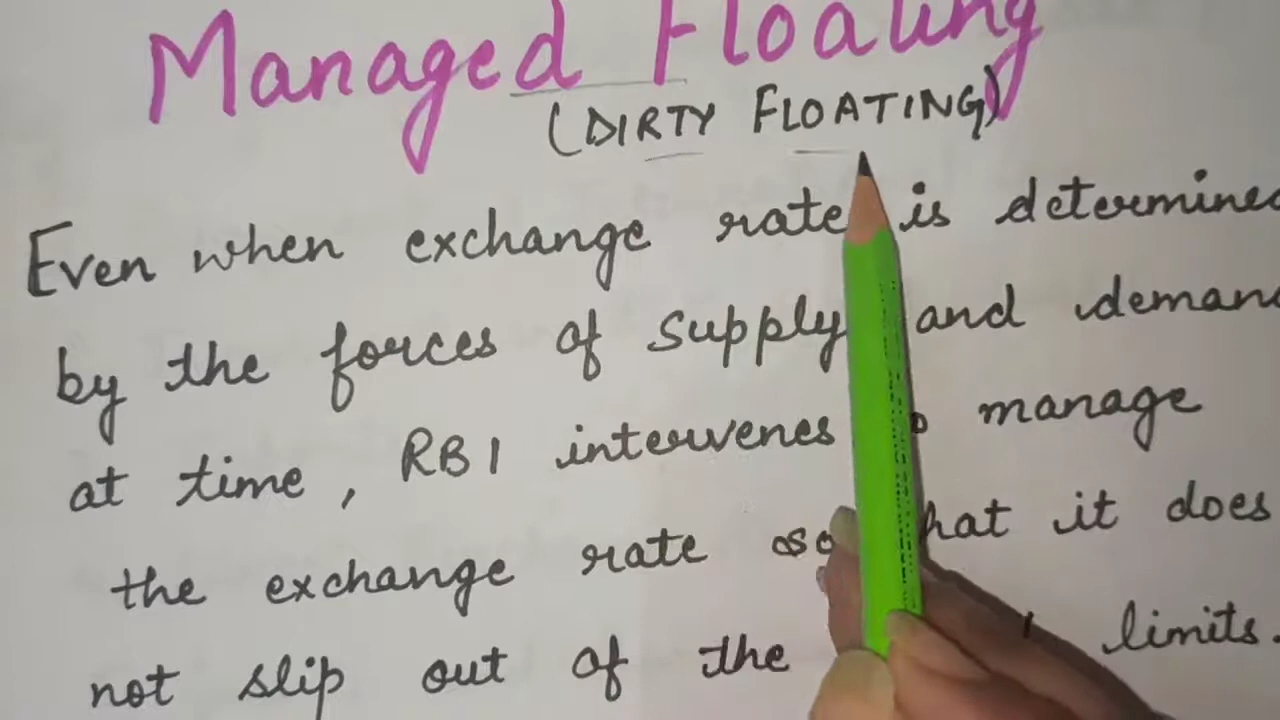 Managed Floating
(DIRTY FLOATING)
Even when exchange rate is determined
by the forces of supply and demand
at time, RBI intervenes manage
the exchange rate so that it does
not slip out of the limits.